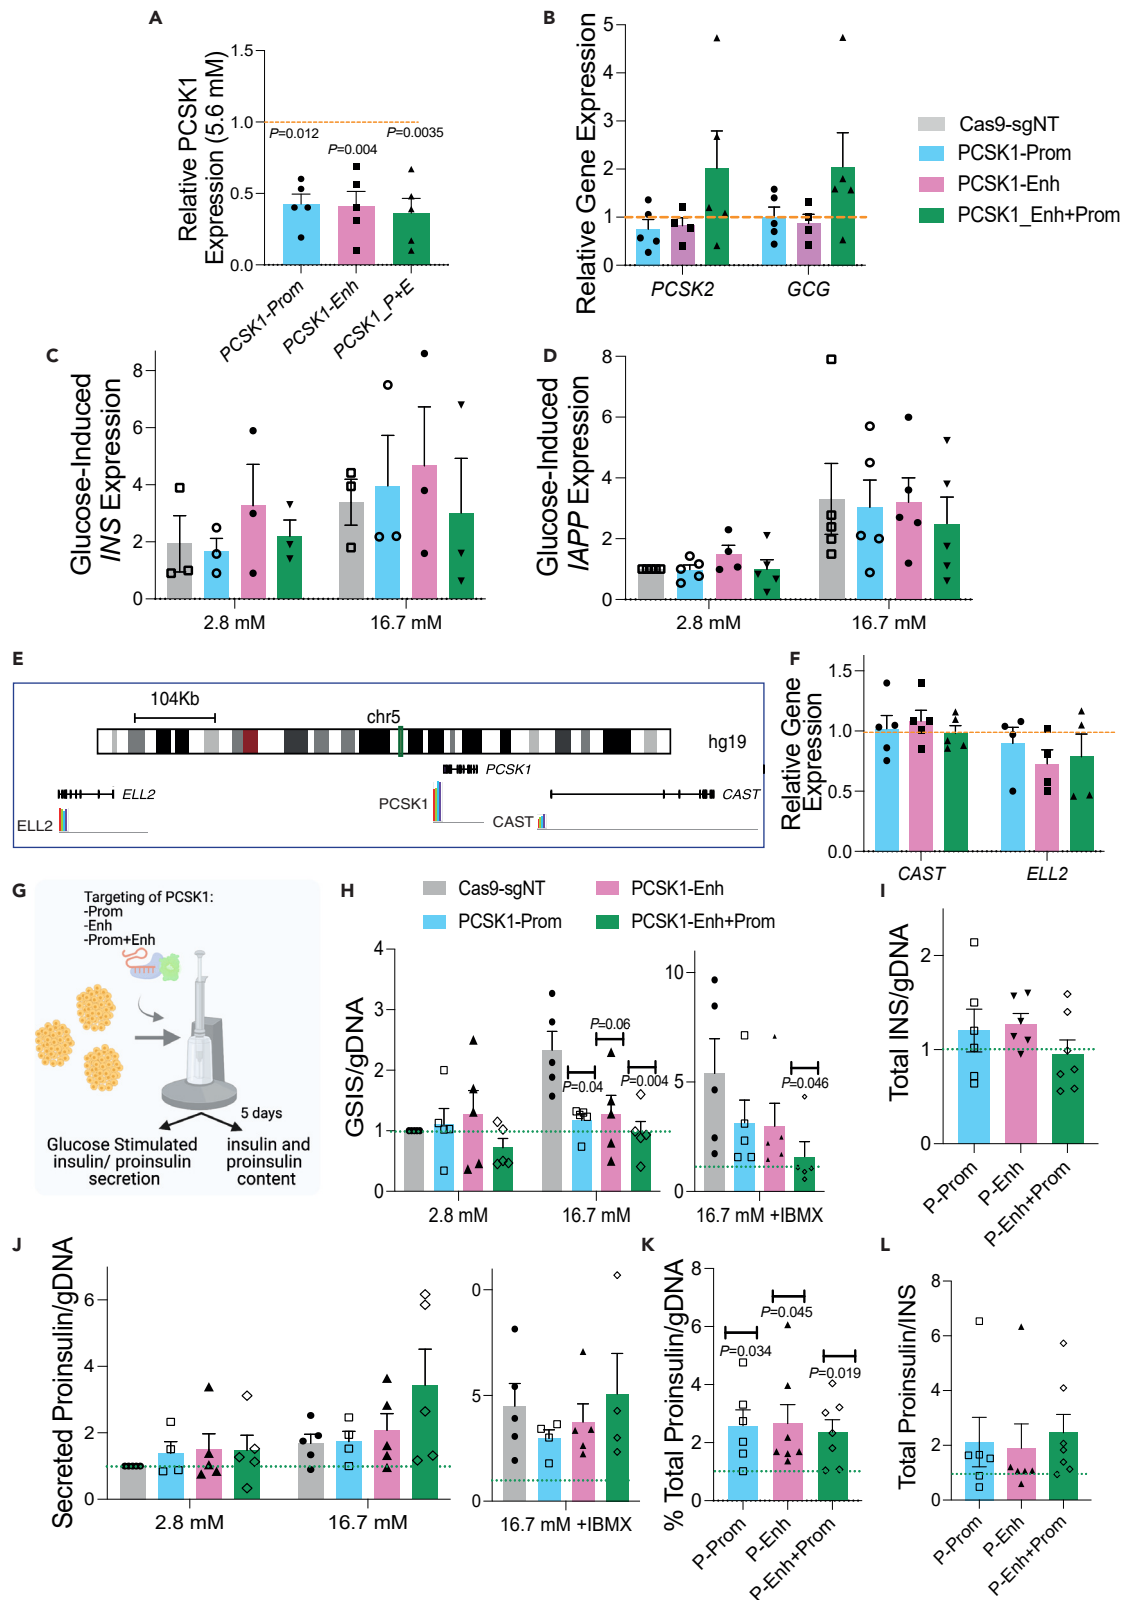 A
Relative PCSK1
Expression (5.6 mM)
1.5
1.0
0.5
0.0
P=0.012
P=0.004
P=0.0035
PCSK1-Prom
PCSK1-Enh
PCSK1_P+E
B
Relative Gene Expression
5
4
3
2
1
0
PCSK2
GCG
Cas9-sgNT
PCSK1-Prom
PCSK1-Enh
PCSK1_Enh+Prom
C
Glucose-Induced
INS Expression
8
6
4
2
0
2.8 mM
16.7 mM
D
Glucose-Induced
IAPP Expression
8
6
4
2
0
2.8 mM
16.7 mM
E
104Kb
chr5
hg19
PCSK1
ELL2
CAST
PCSK1
ELL2
CAST
F
Relative Gene
Expression
1.5
1.0
0.5
0.0
CAST
ELL2
G
Targeting of PCSK1:
-Prom
-Enh
-Prom+Enh
5 days
Glucose Stimulated
insulin/ proinsulin
secretion
insulin and
proinsulin
content
H
Cas9-sgNT
PCSK1-Prom
PCSK1-Enh
PCSK1-Enh+Prom
GSIS/gDNA
4
3
2
1
0
P=0.04
P=0.06
P=0.004
2.8 mM
16.7 mM
10
5
0
P=0.046
16.7 mM +IBMX
I
Total INS/gDNA
2
1
0
P-Prom
P-Enh
P-Enh+Prom
J
Secreted Proinsulin/gDNA
6
4
2
0
2.8 mM
16.7 mM
0
5
0
16.7 mM +IBMX
K
% Total Proinsulin/gDNA
8
6
4
2
0
P=0.034
P=0.045
P=0.019
P-Prom
P-Enh
P-Enh+Prom
L
Total Proinsulin/INS
8
6
4
2
0
P-Prom
P-Enh
P-Enh+Prom